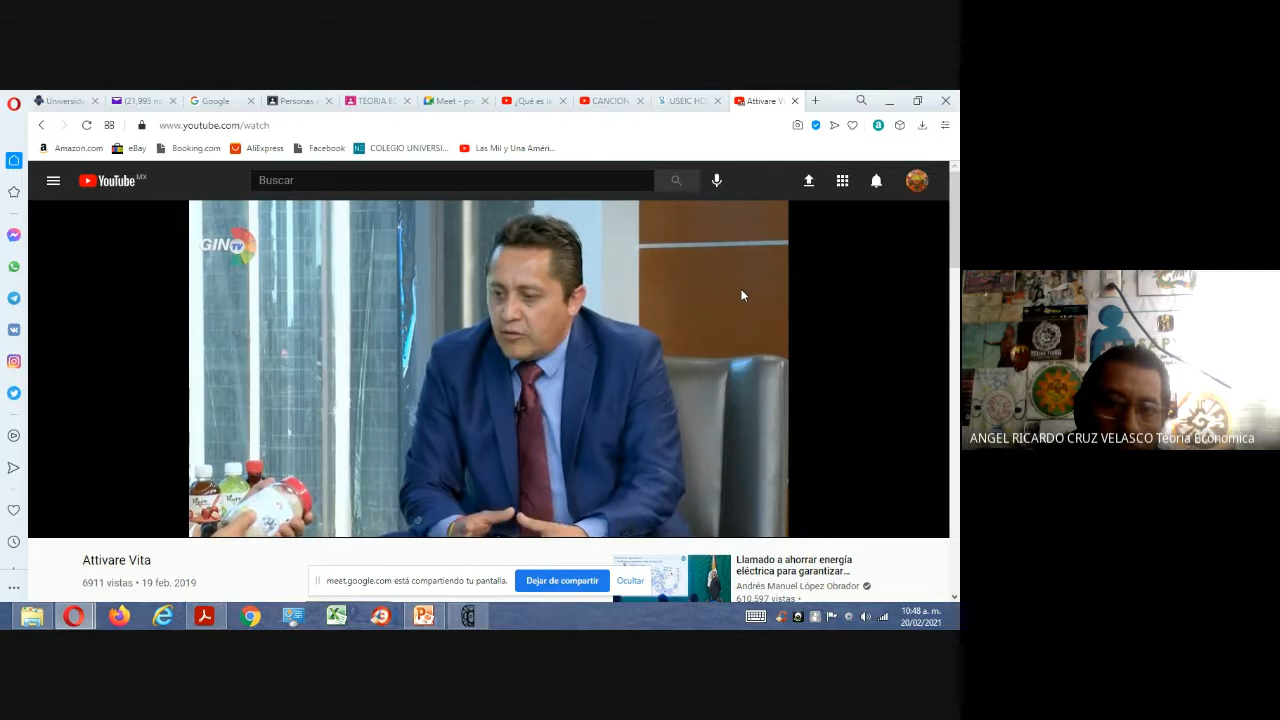 Universida
(21,995 no
Google
Personas e
TEORIA EC
Meet - pro
¿Qué es la
CANCION
USEIC HO
Attivare V
www.youtube.com/watch
Amazon.com
eBay
Booking.com
AliExpress
Facebook
COLEGIO UNIVERSI...
Las Mil y Una Améri...
YouTube MX
Buscar
GINtv
Attivare Vita
6911 vistas • 19 feb. 2019
Llamado a ahorrar energía
eléctrica para garantizar...
Andrés Manuel López Obrador
610,597 vistas
meet.google.com está compartiendo tu pantalla.
Dejar de compartir
Ocultar
10:48 a. m.
20/02/2021
ANGEL RICARDO CRUZ VELASCO Teoria Economica